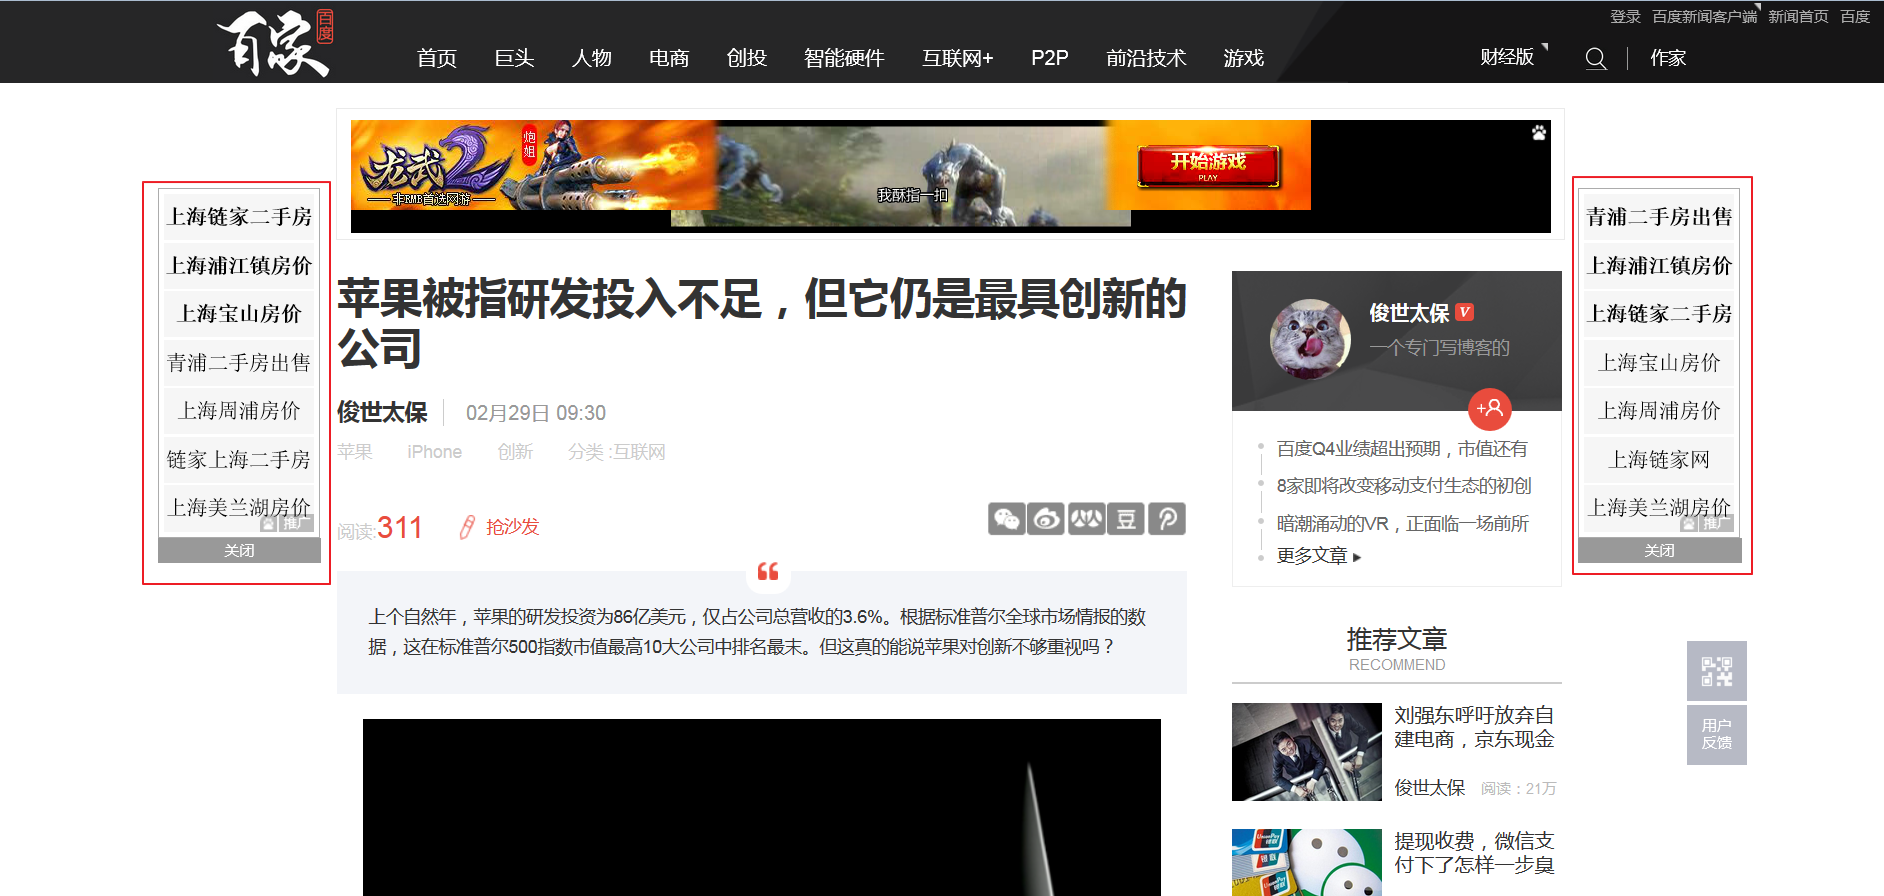 登录 百度新闻客户端 新闻首页 百度
百家 百度
首页 巨头 人物 电商 创投 智能硬件 互联网+ P2P 前沿技术 游戏 财经版 作家
龙武2 炮姐
非RMB首选网游
我酥指一扣
开始游戏
PLAY
上海链家二手房
上海浦江镇房价
上海宝山房价
青浦二手房出售
上海周浦房价
链家上海二手房
上海美兰湖房价
推广
关闭
苹果被指研发投入不足，但它仍是最具创新的
公司
俊世太保 02月29日 09:30
苹果 iPhone 创新 分类 :互联网
阅读:311 抢沙发
豆
上个自然年，苹果的研发投资为86亿美元，仅占公司总营收的3.6%。根据标准普尔全球市场情报的数
据，这在标准普尔500指数市值最高10大公司中排名最末。但这真的能说苹果对创新不够重视吗？
俊世太保 V
一个专门写博客的
百度Q4业绩超出预期，市值还有
8家即将改变移动支付生态的初创
暗潮涌动的VR，正面临一场前所
更多文章
推荐文章
RECOMMEND
刘强东呼吁放弃自
建电商，京东现金
俊世太保 阅读：21万
提现收费，微信支
付下了怎样一步臭
青浦二手房出售
上海浦江镇房价
上海链家二手房
上海宝山房价
上海周浦房价
上海链家网
上海美兰湖房价
推广
关闭
用户
反馈